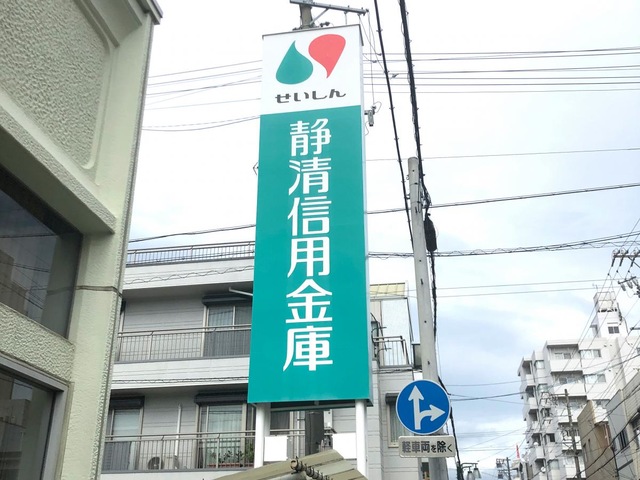 せいしん
静清信用金庫
軽車両を除く